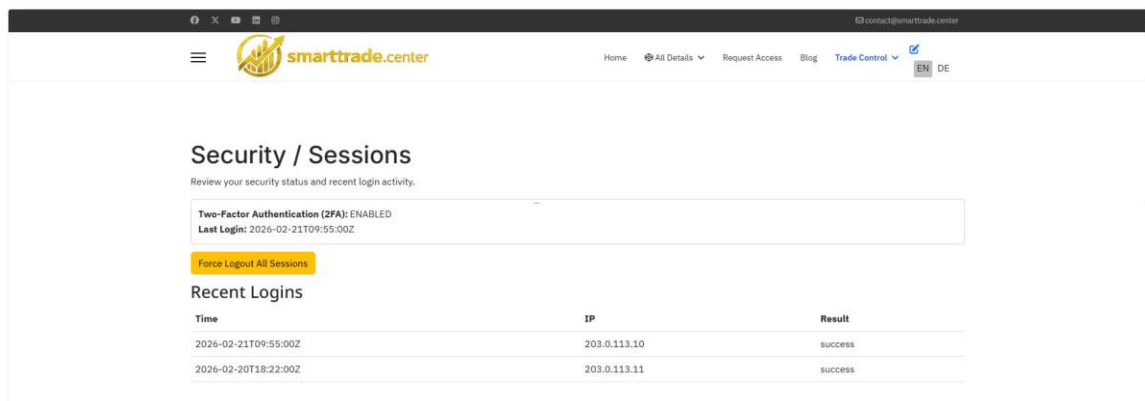 contact@smarttrade.center
smarttrade.center
Home All Details Request Access Blog Trade Control
EN DE
Security / Sessions
Review your security status and recent login activity.
Two-Factor Authentication (2FA): ENABLED
Last Login: 2026-02-21T09:55:00Z
Force Logout All Sessions
Recent Logins
Time IP Result
2026-02-21T09:55:00Z 203.0.113.10 success
2026-02-20T18:22:00Z 203.0.113.11 success